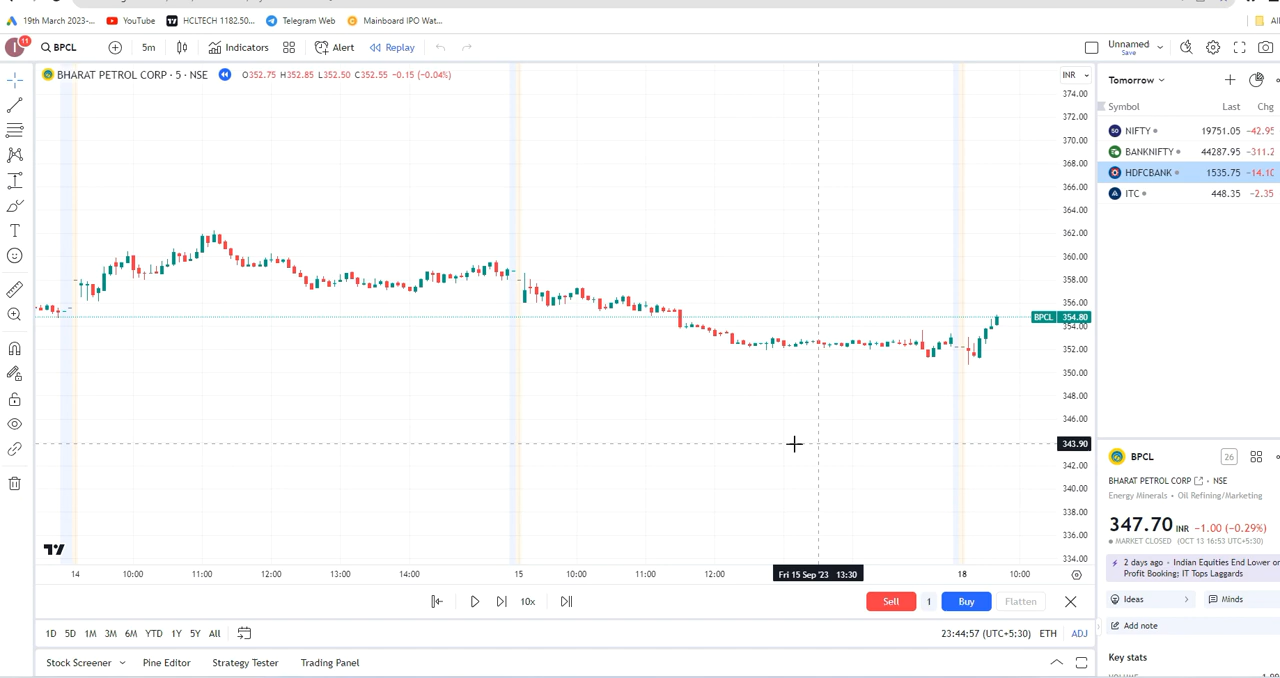 19th March 2023-... YouTube HCLTECH 1182:50... Telegram Web Mainboard IPO Wat...
I 11 BPCL 5m Indicators Alert Replay Unnamed Save
BHARAT PETROL CORP · 5 · NSE O352.75 H352.85 L352.50 C352.55 −0.15 (−0.04%)
INR
374.00
372.00
370.00
368.00
366.00
364.00
362.00
360.00
358.00
356.00
BPCL 354.80
354.00
352.00
350.00
348.00
346.00
343.90
342.00
340.00
338.00
336.00
334.00
14 10:00 11:00 12:00 13:00 14:00 15 10:00 11:00 12:00 Fri 15 Sep '23 13:30 18 10:00
10x Sell 1 Buy Flatten
1D 5D 1M 3M 6M YTD 1Y 5Y All 23:44:57 (UTC+5:30) ETH ADJ
Stock Screener Pine Editor Strategy Tester Trading Panel
Tomorrow
Symbol Last Chg
NIFTY 19751.05 −42.95
BANKNIFTY 44287.95 −311.2
HDFCBANK 1535.75 −14.10
ITC 448.35 −2.35
BPCL 26
BHARAT PETROL CORP · NSE
Energy Minerals • Oil Refining/Marketing
347.70 INR −1.00 (−0.29%)
MARKET CLOSED (OCT 13 16:53 UTC+5:30)
2 days ago · Indian Equities End Lower on
Profit Booking; IT Tops Laggards
Ideas Minds
Add note
Key stats